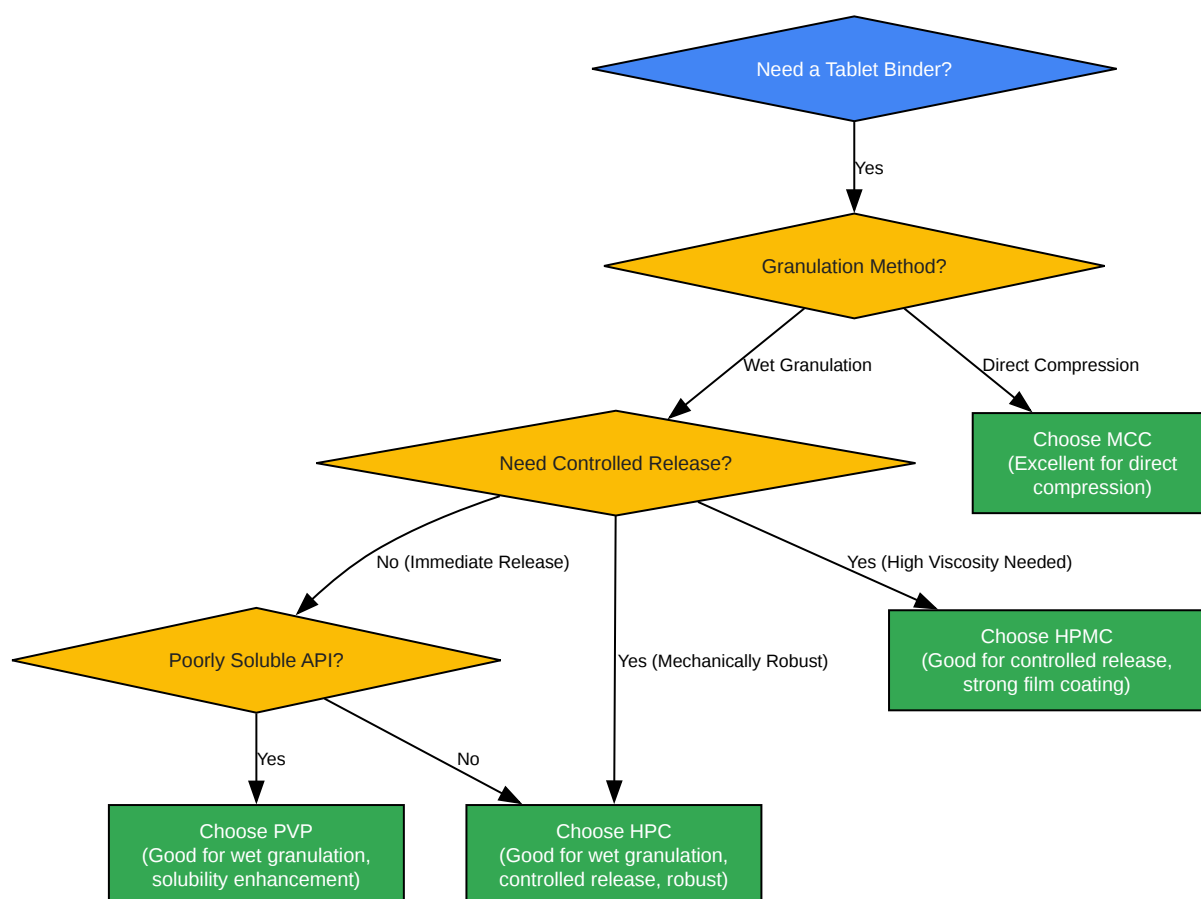 Need a Tablet Binder?
Yes
Granulation Method?
Wet Granulation
Direct Compression
Choose MCC
(Excellent for direct
compression)
Need Controlled Release?
No (Immediate Release)
Yes (High Viscosity Needed)
Choose HPMC
(Good for controlled release,
strong film coating)
Poorly Soluble API?
Yes (Mechanically Robust)
Yes
No
Choose PVP
(Good for wet granulation,
solubility enhancement)
Choose HPC
(Good for wet granulation,
controlled release, robust)